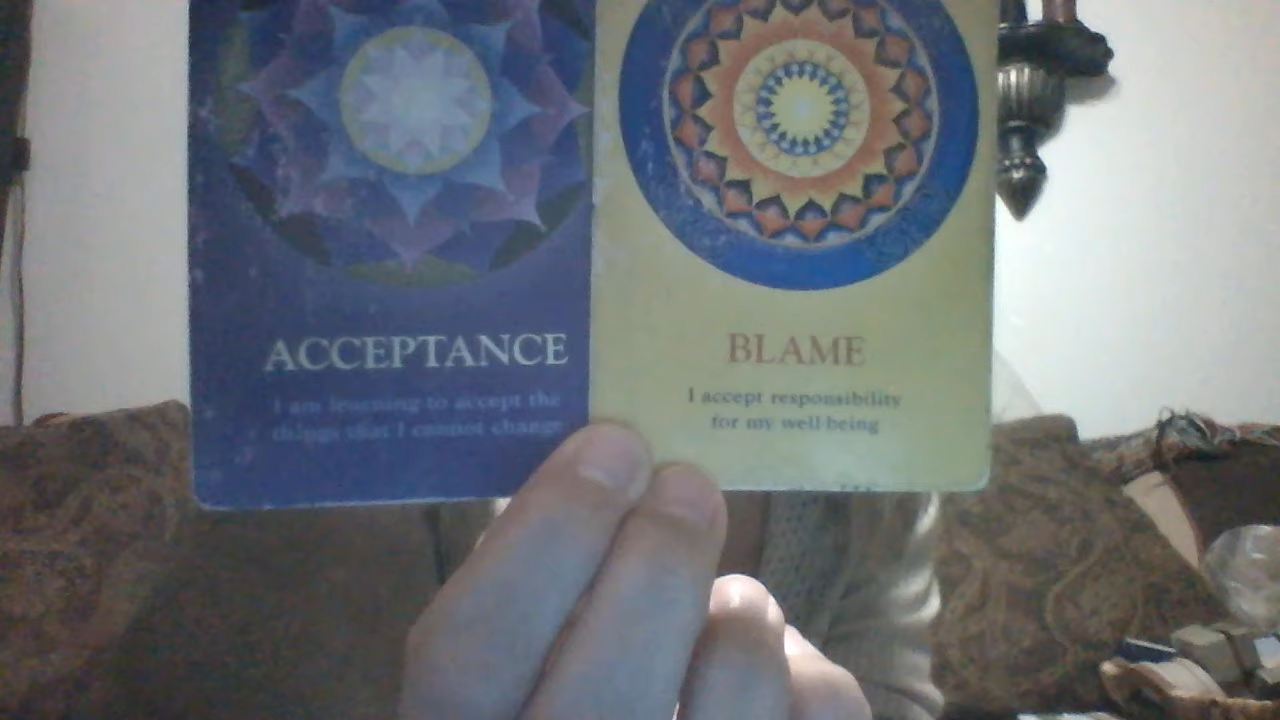 ACCEPTANCE
I am learning to accept the
things that I cannot change
BLAME
I accept responsibility
for my well-being